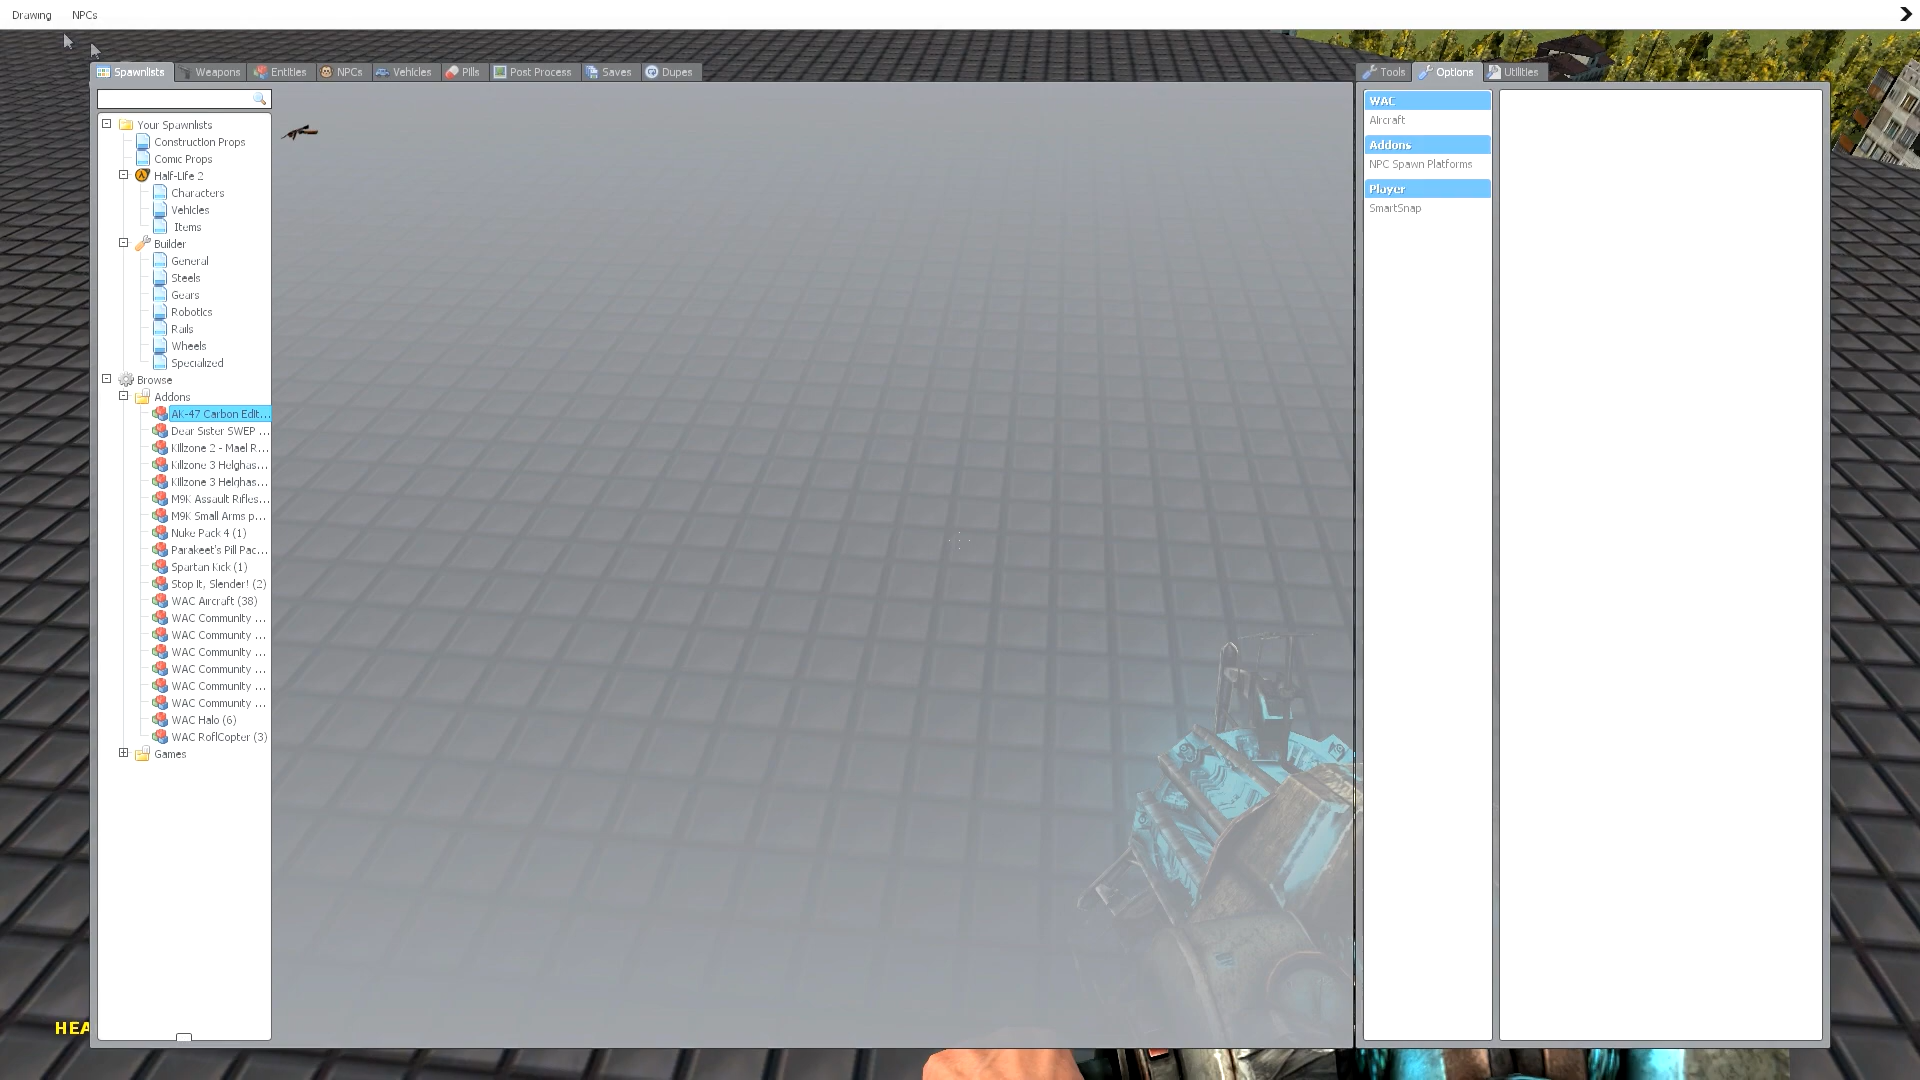 Drawing NPCs
Spawnlists Weapons Entities NPCs Vehicles Pills Post Process Saves Dupes
Tools Options Utilities
Your Spawnlists
Construction Props
Comic Props
Half-Life 2
Characters
Vehicles
Items
Builder
General
Steels
Gears
Robotics
Rails
Wheels
Specialized
Browse
Addons
AK-47 Carbon Edit...
Dear Sister SWEP ...
Killzone 2 - Mael R...
Killzone 3 Helghas...
Killzone 3 Helghas...
M9K Assault Rifles...
M9K Small Arms p...
Nuke Pack 4 (1)
Parakeet's Pill Pac...
Spartan Kick (1)
Stop It, Slender! (2)
WAC Aircraft (38)
WAC Community ...
WAC Community ...
WAC Community ...
WAC Community ...
WAC Community ...
WAC Community ...
WAC Halo (6)
WAC RoflCopter (3)
Games
WAC
Aircraft
Addons
NPC Spawn Platforms
Player
SmartSnap
HEA